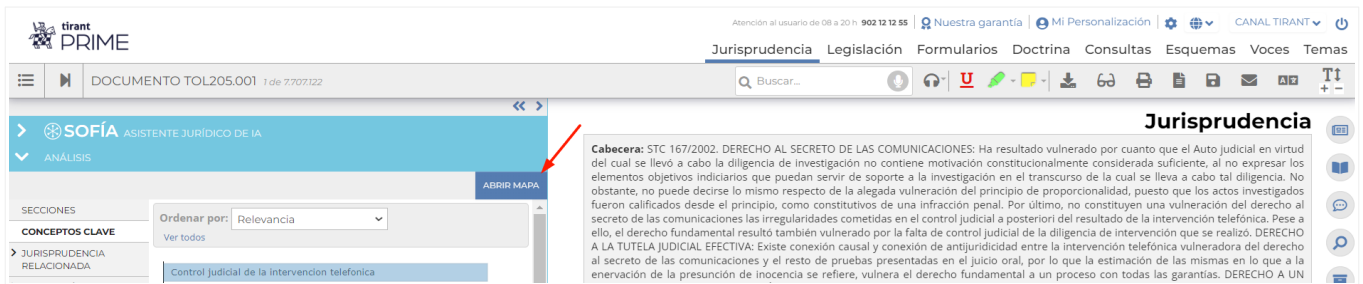 tirant
PRIME
Atención al usuario de 08 a 20 h 902 12 12 55 Nuestra garantía Mi Personalización CANAL TIRANT
Jurisprudencia Legislación Formularios Doctrina Consultas Esquemas Voces Temas
DOCUMENTO TOL205.001 1 de 7.707.122
Buscar...
U
T
+ −
SOFÍA ASISTENTE JURÍDICO DE IA
ANÁLISIS
ABRIR MAPA
SECCIONES
CONCEPTOS CLAVE
JURISPRUDENCIA
RELACIONADA
Ordenar por: Relevancia
Ver todos
Control judicial de la intervencion telefonica
Jurisprudencia
Cabecera: STC 167/2002. DERECHO AL SECRETO DE LAS COMUNICACIONES: Ha resultado vulnerado por cuanto que el Auto judicial en virtud
del cual se llevó a cabo la diligencia de investigación no contiene motivación constitucionalmente considerada suficiente, al no expresar los
elementos objetivos indiciarios que puedan servir de soporte a la investigación en el transcurso de la cual se lleva a cabo tal diligencia. No
obstante, no puede decirse lo mismo respecto de la alegada vulneración del principio de proporcionalidad, puesto que los actos investigados
fueron calificados desde el principio, como constitutivos de una infracción penal. Por último, no constituyen una vulneración del derecho al
secreto de las comunicaciones las irregularidades cometidas en el control judicial a posteriori del resultado de la intervención telefónica. Pese a
ello, el derecho fundamental resultó también vulnerado por la falta de control judicial de la diligencia de intervención que se realizó. DERECHO
A LA TUTELA JUDICIAL EFECTIVA: Existe conexión causal y conexión de antijuridicidad entre la intervención telefónica vulneradora del derecho
al secreto de las comunicaciones y el resto de pruebas presentadas en el juicio oral, por lo que la estimación de las mismas en lo que a la
enervación de la presunción de inocencia se refiere, vulnera el derecho fundamental a un proceso con todas las garantías. DERECHO A UN